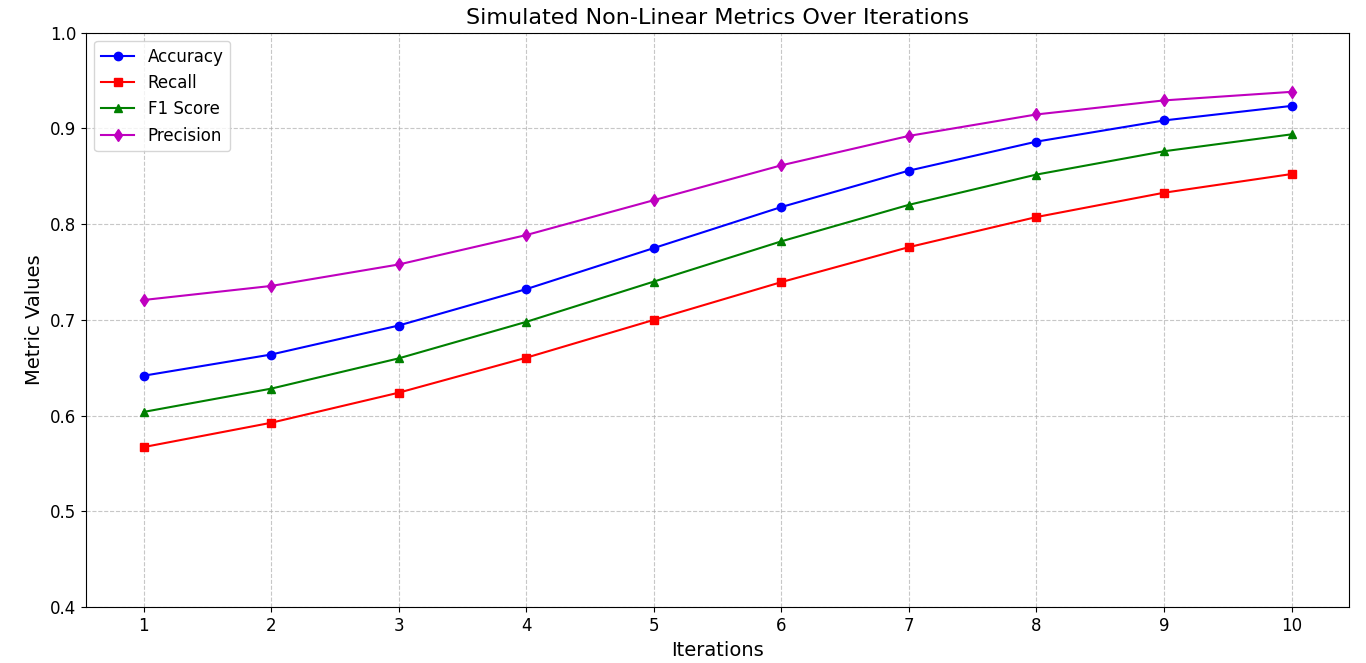 Simulated Non-Linear Metrics Over Iterations
1.0
0.9
0.8
0.7
0.6
0.5
0.4
Metric Values
Accuracy
Recall
F1 Score
Precision
1 2 3 4 5 6 7 8 9 10
Iterations